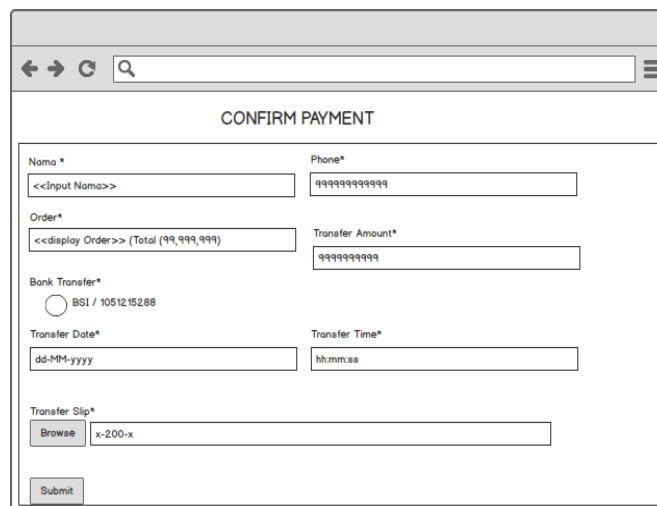 CONFIRM PAYMENT
Nama *
Phone*
<<Input Nama>>
999999999999
Order*
Transfer Amount*
<<display Order>> (Total (99,999,999)
9999999999
Bank Transfer*
BSI / 1051215288
Transfer Date*
Transfer Time*
dd-MM-yyyy
hh:mm:ss
Transfer Slip*
Browse
x-200-x
Submit